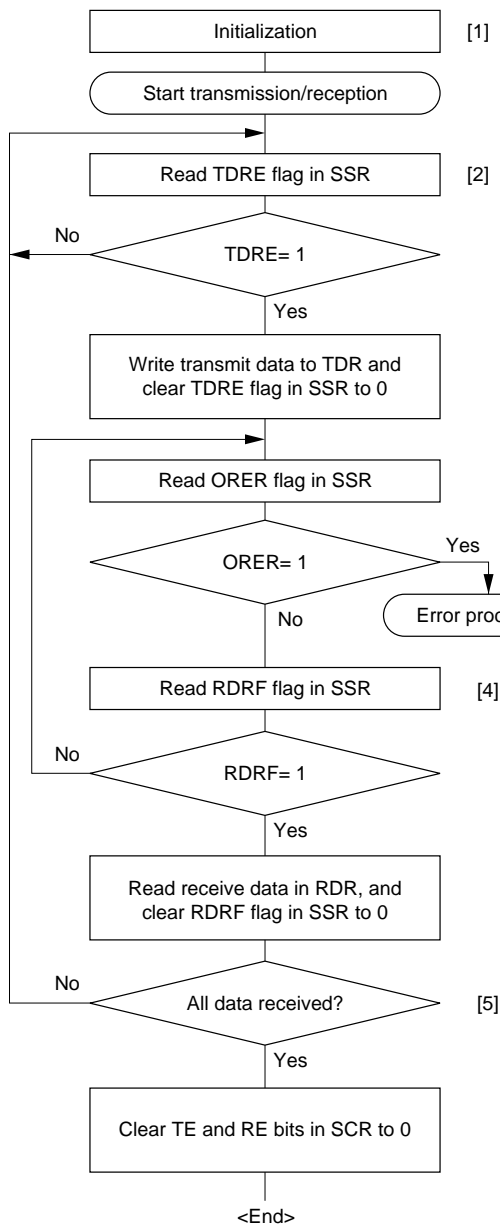 Initialization [1]
Start transmission/reception
Read TDRE flag in SSR [2]
No
TDRE= 1
Yes
Write transmit data to TDR and
clear TDRE flag in SSR to 0
Read ORER flag in SSR
Yes
ORER= 1
No
Error proc
Read RDRF flag in SSR [4]
No
RDRF= 1
Yes
Read receive data in RDR, and
clear RDRF flag in SSR to 0
No
All data received? [5]
Yes
Clear TE and RE bits in SCR to 0
<End>